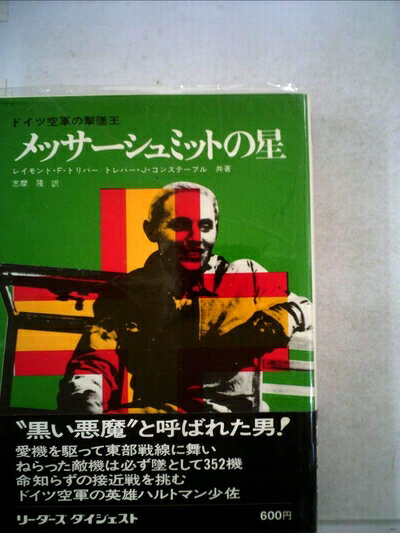 ドイツ空軍の撃墜王
メッサーシュミットの星
レイモント・F・トリバー トレハー・J・コンステーブル 共著
志摩 隆 訳
"黒い悪魔"と呼ばれた男!
愛機を駆って東部戦線に舞い
ねらった敵機は必ず墜として352機
命知らずの接近戦を挑む
ドイツ空軍の英雄ハルトマン少佐
リーダーズ ダイジェスト
600円